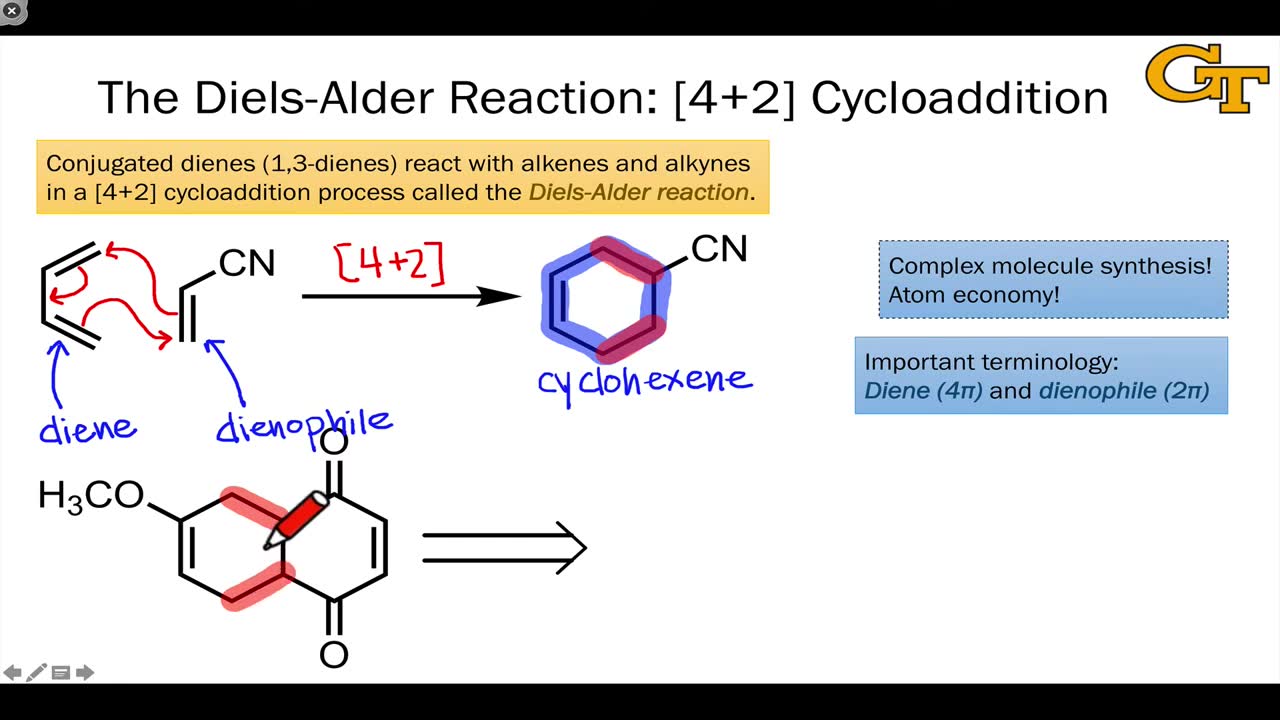 The Diels-Alder Reaction: [4+2] Cycloaddition
GT
Conjugated dienes (1,3-dienes) react with alkenes and alkynes
in a [4+2] cycloaddition process called the Diels-Alder reaction.
CN
[4+2]
CN
cyclohexene
diene
dienophile
Complex molecule synthesis!
Atom economy!
Important terminology:
Diene (4π) and dienophile (2π)
O
H₃CO
O